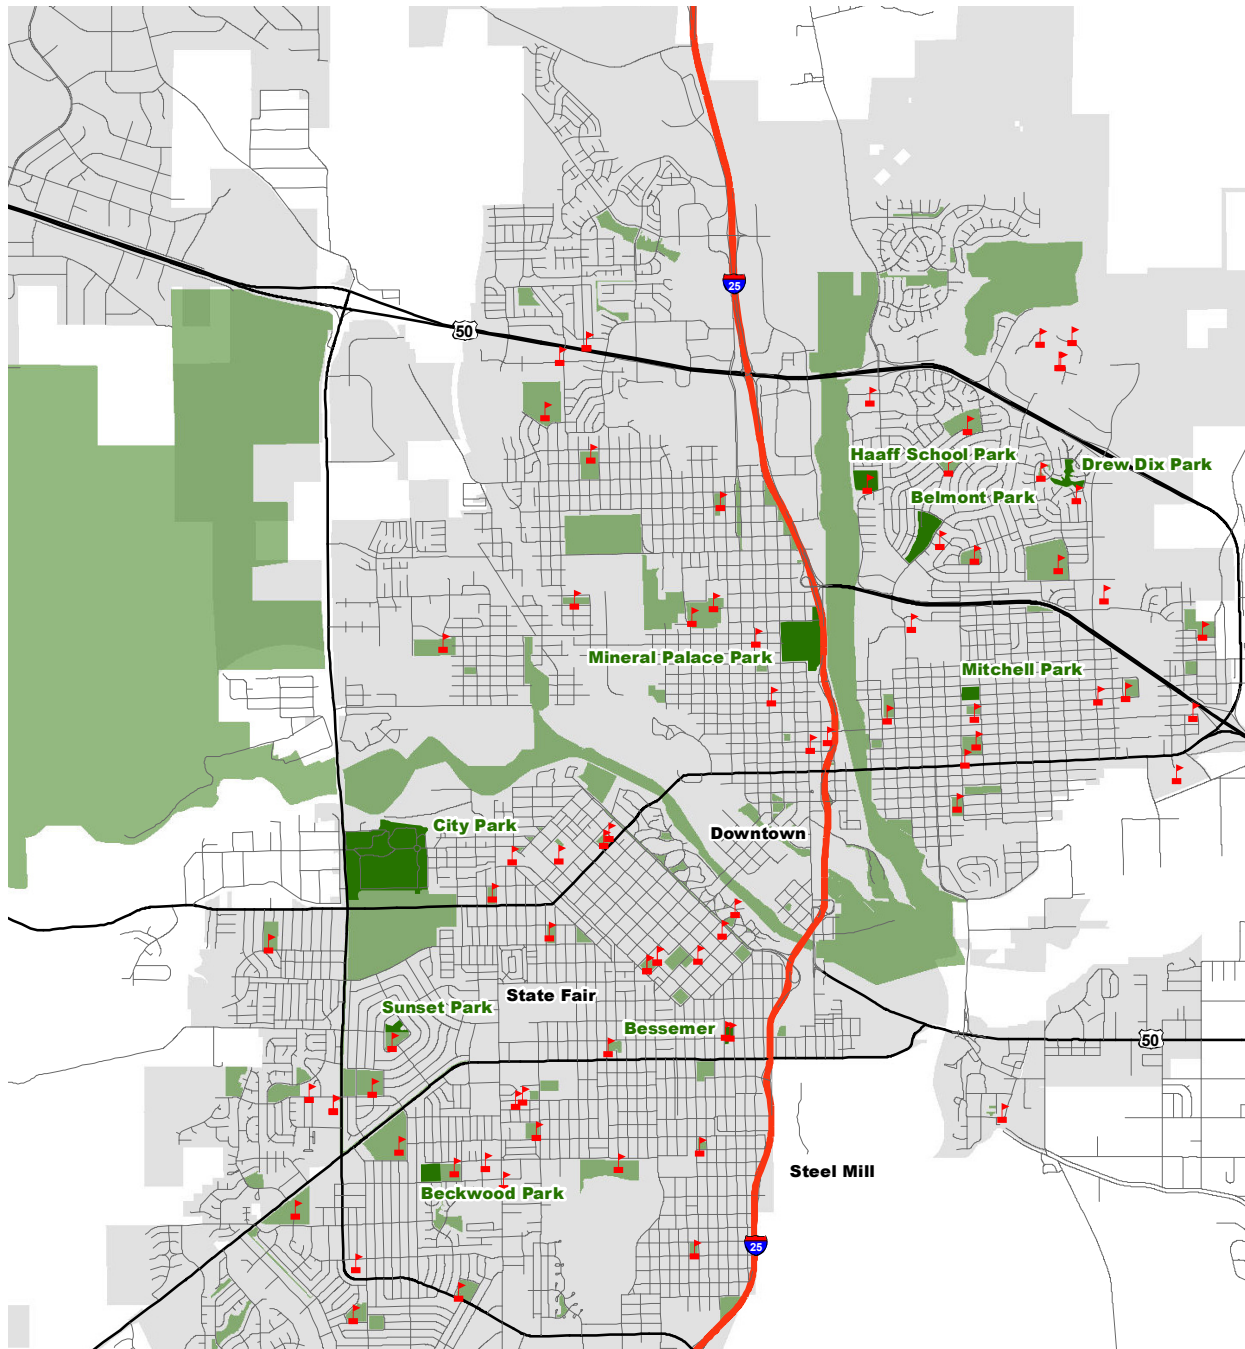 25
50
Haaff School Park
Drew Dix Park
Belmont Park
Mineral Palace Park
Mitchell Park
City Park
Downtown
State Fair
Sunset Park
Bessemer
50
Steel Mill
Beckwood Park
25